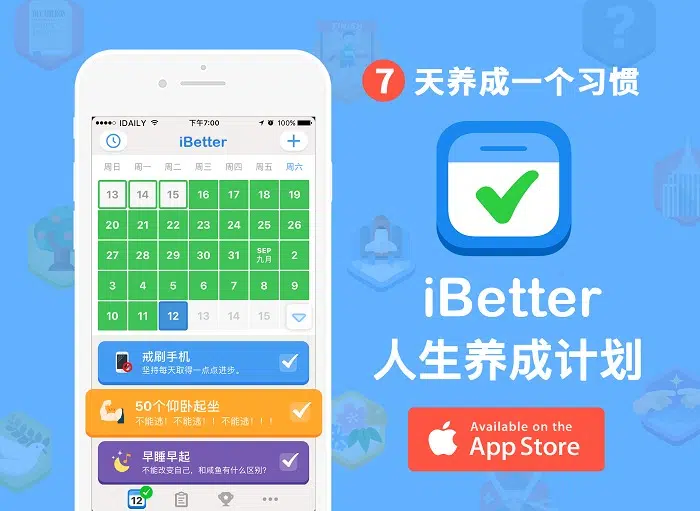 7 天养成一个习惯
IDAILY 下午7:00 100%
iBetter
周日 周一 周二 周三 周四 周五 周六
13 14 15 16 17 18 19
20 21 22 23 24 25 26
27 28 29 30 31 SEP 九月 2
3 4 5 6 7 8 9
10 11 12 13 14 15
戒刷手机
坚持每天取得一点点进步。
50个仰卧起坐
不能逃！不能逃！！不能逃！！！
早睡早起
不能改变自己，和咸鱼有什么区别？
12
iBetter
人生养成计划
Available on the
App Store
?